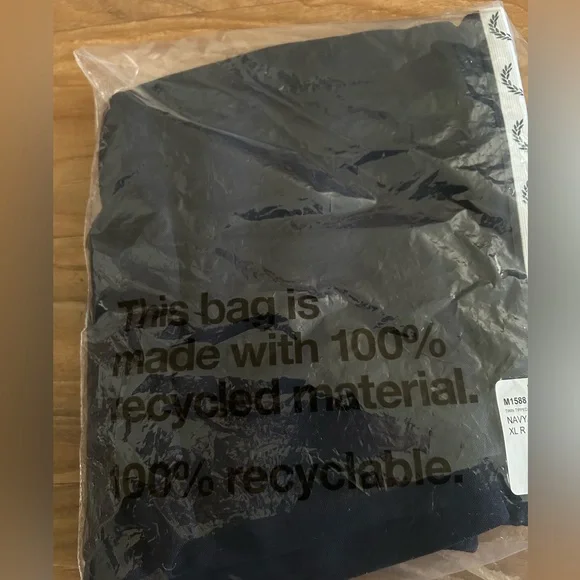 This bag is
made with 100%
recycled material.
100% recyclable.
M1588
NAVY
XL R